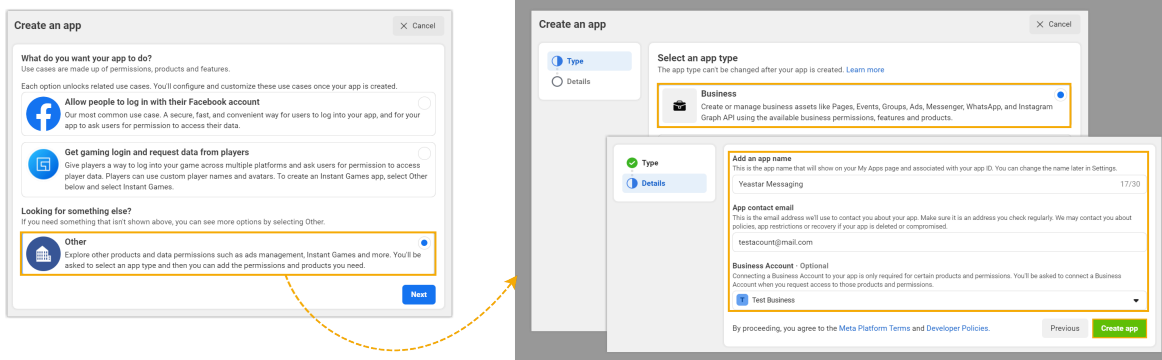 Create an app
Cancel
What do you want your app to do?
Use cases are made up of permissions, products and features.
Each option unlocks related use cases. You'll configure and customize these use cases once your app is created.
Allow people to log in with their Facebook account
Our most common use case. A secure, fast, and convenient way for users to log into your app, and for your
app to ask users for permission to access their data.
Get gaming login and request data from players
Give players a way to log into your game across multiple platforms and ask users for permission to access
player data. Players can use custom player names and avatars. To create an Instant Games app, select Other
below and select Instant Games.
Looking for something else?
If you need something that isn't shown above, you can see more options by selecting Other.
Other
Explore other products and data permissions such as ads management, Instant Games and more. You'll be
asked to select an app type and then you can add the permissions and products you need.
Next
Create an app
Cancel
Type
Details
Select an app type
The app type can't be changed after your app is created. Learn more
Business
Create or manage business assets like Pages, Events, Groups, Ads, Messenger, WhatsApp, and Instagram
Graph API using the available business permissions, features and products.
Type
Details
Add an app name
This is the app name that will show on your My Apps page and associated with your app ID. You can change the name later in Settings.
Yeastar Messaging 17/30
App contact email
This is the email address we'll use to contact you about your app. Make sure it is an address you check regularly. We may contact you about
policies, app restrictions or recovery if your app is deleted or compromised.
testacount@mail.com
Business Account · Optional
Connecting a Business Account to your app is only required for certain products and permissions. You'll be asked to connect a Business
Account when you request access to those products and permissions.
T Test Business
By proceeding, you agree to the Meta Platform Terms and Developer Policies.
Previous
Create app